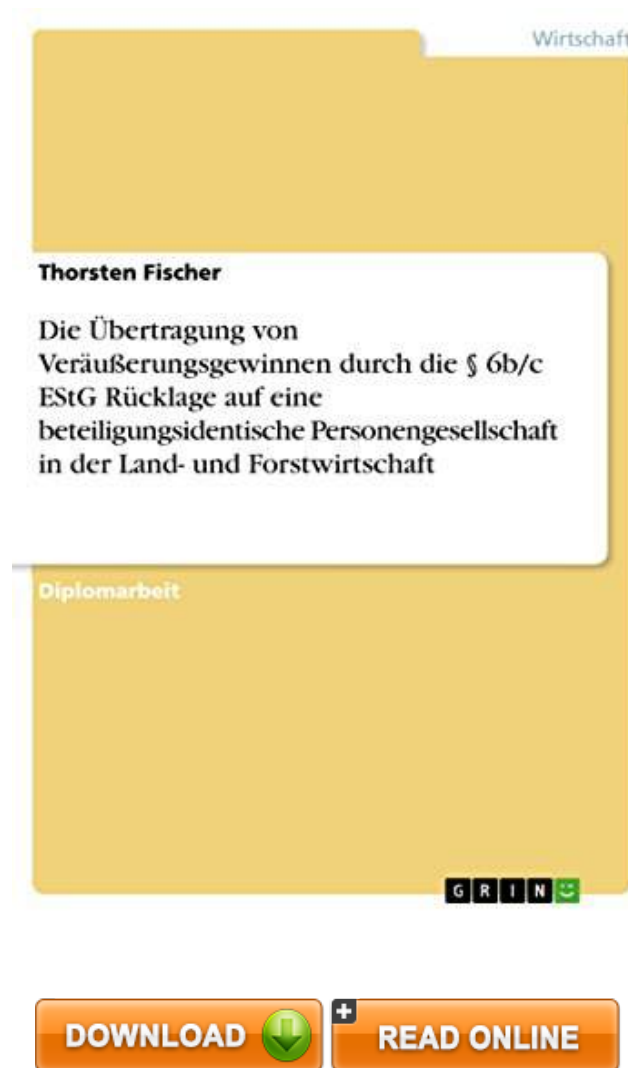 Wirtschaft
Thorsten Fischer
Die Übertragung von
Veräußerungsgewinnen durch die § 6b/c
EStG Rücklage auf eine
beteiligungsidentische Personengesellschaft
in der Land- und Forstwirtschaft
Diplomarbeit
GRIN
DOWNLOAD
READ ONLINE